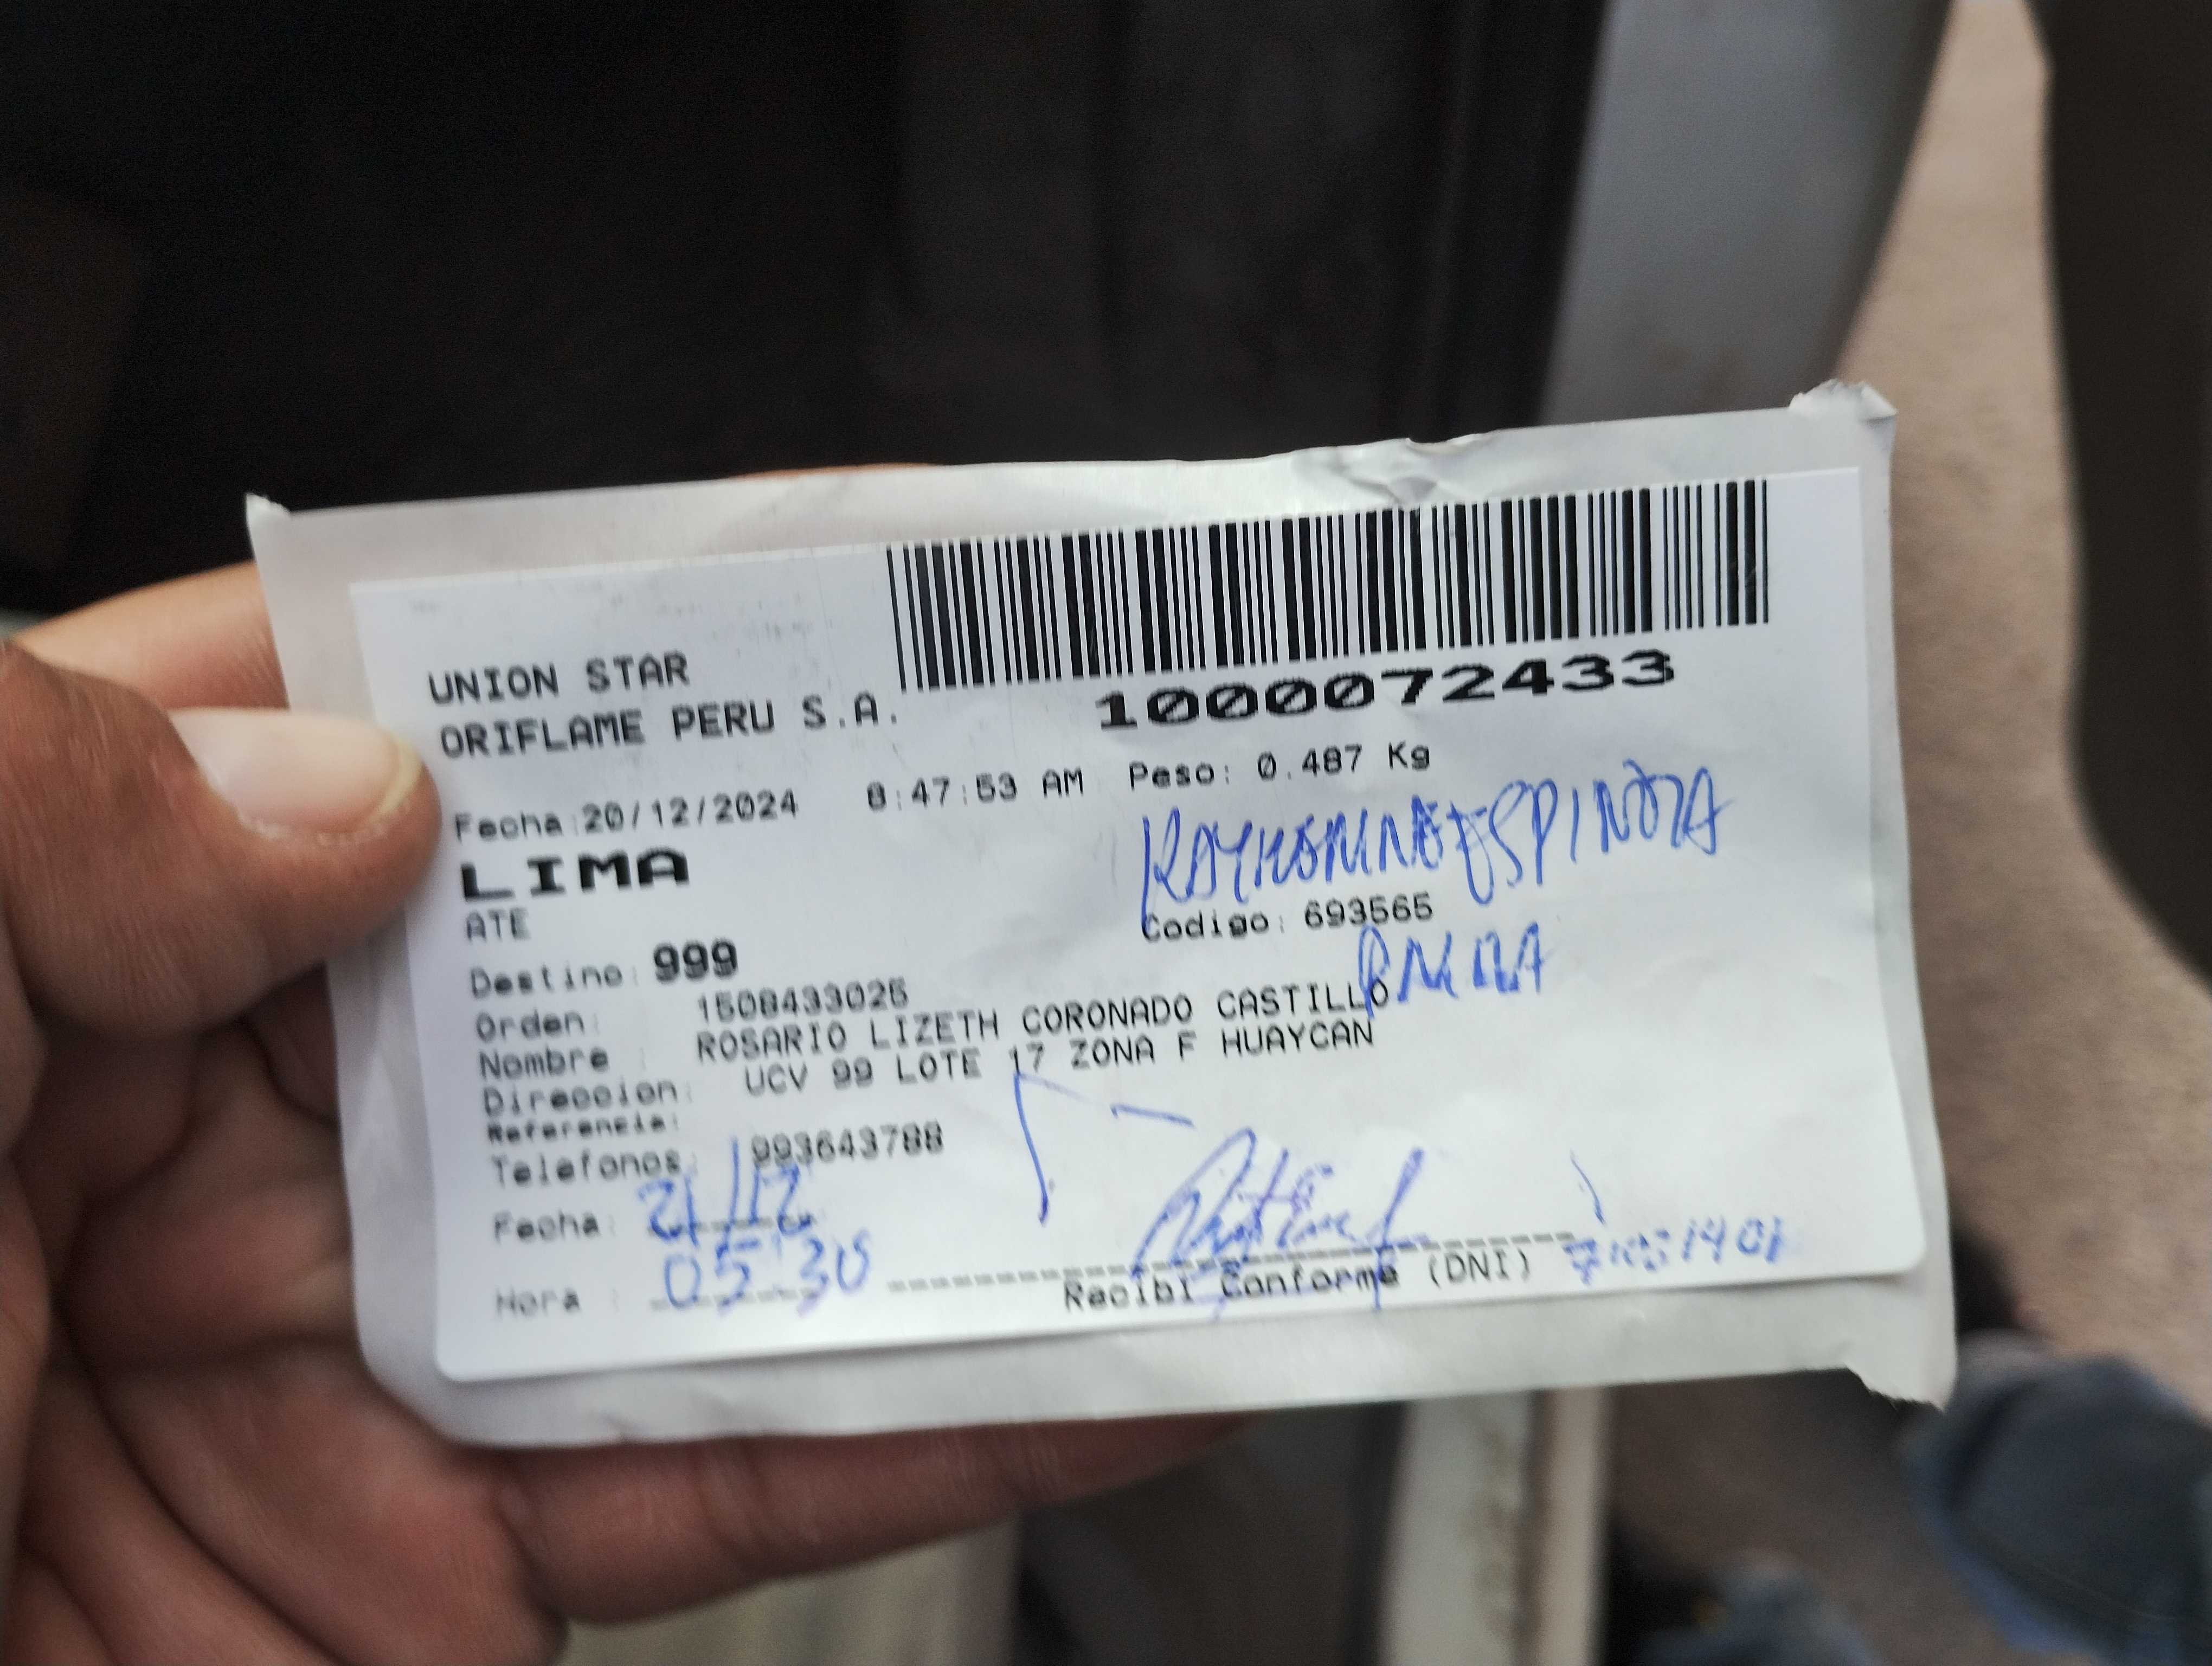 UNION STAR
ORIFLAME PERU S.A.
1000072433
Fecha:20/12/2024 8:47:53 AM Peso: 0.487 Kg
LIMA
ESPINOZA
ATE
Codigo: 693565
Destino: 999
Orden: 1508433025
Nombre : ROSARIO LIZETH CORONADO CASTILLO
Direccion: UCV 99 LOTE 17 ZONA F HUAYCAN
Referencia:
Telefonos: 993643788
Fecha: 21/12
Hora : 05:30
Recibi Conforme (DNI)